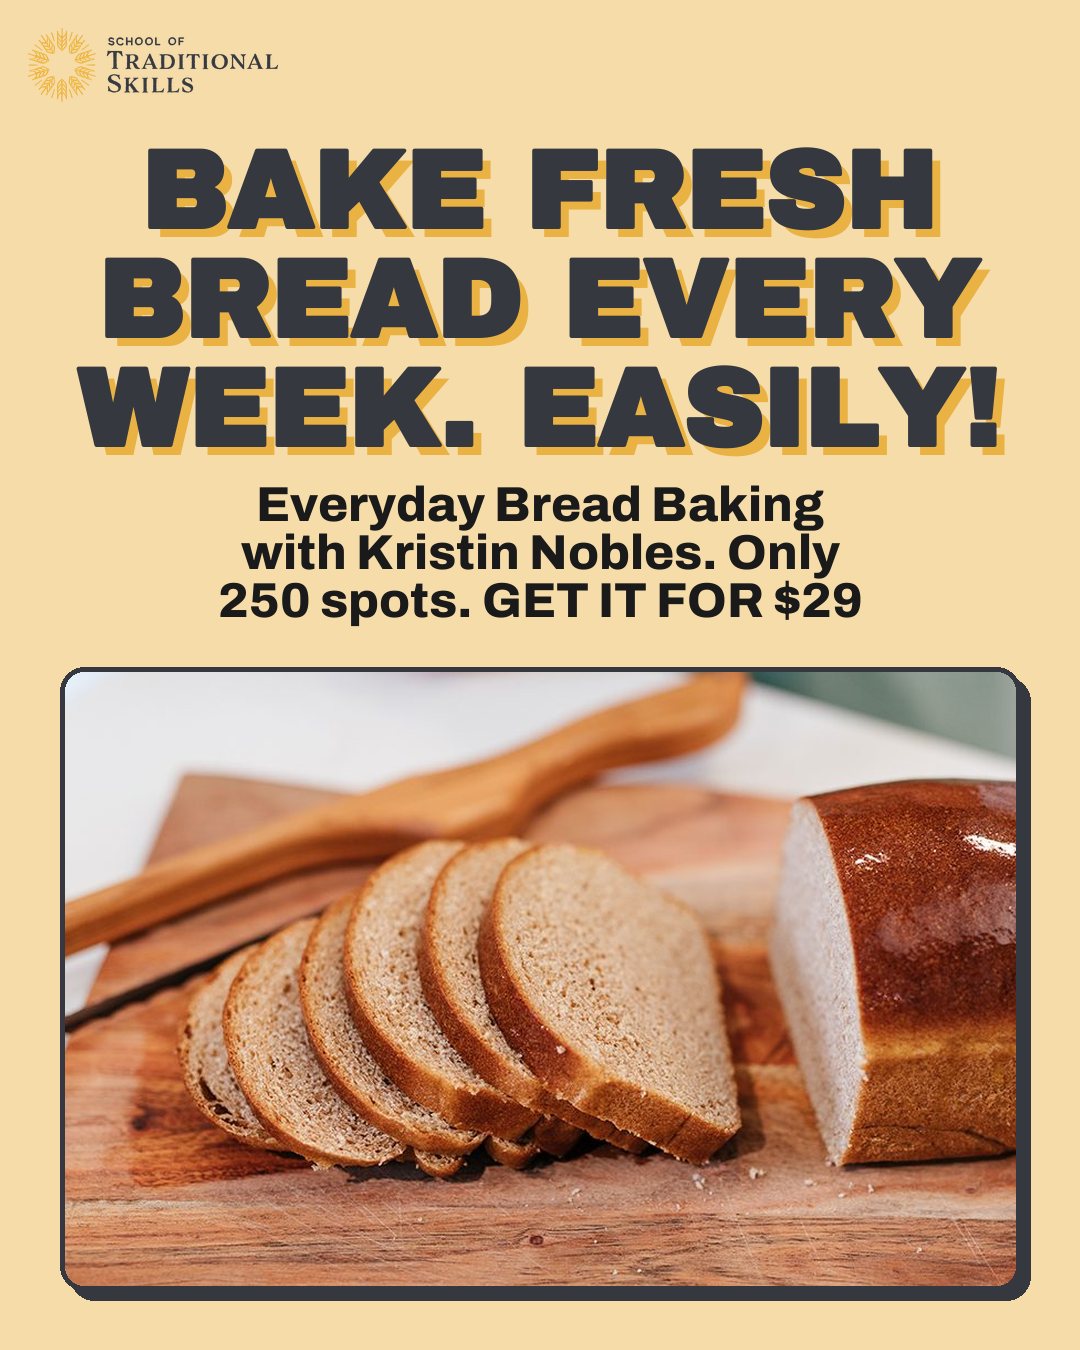 SCHOOL OF
TRADITIONAL
SKILLS
BAKE FRESH
BREAD EVERY
WEEK. EASILY!
Everyday Bread Baking
with Kristin Nobles. Only
250 spots. GET IT FOR $29